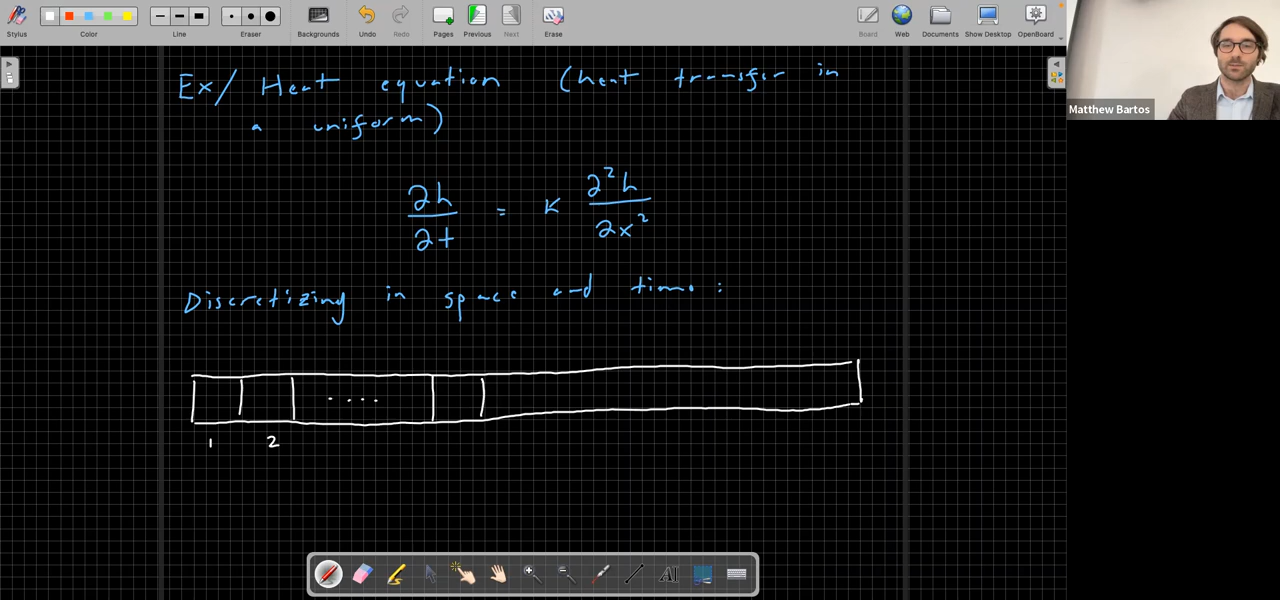 Stylus Color Line Eraser Backgrounds Undo Redo Pages Previous Next Erase Board Web Documents Show Desktop OpenBoard
Matthew Bartos
Ex/ Heat equation (heat transfer in
a uniform)
∂h/∂t = K ∂²h/∂x²
Discretizing in space and time:
. . . .
1 2
AI